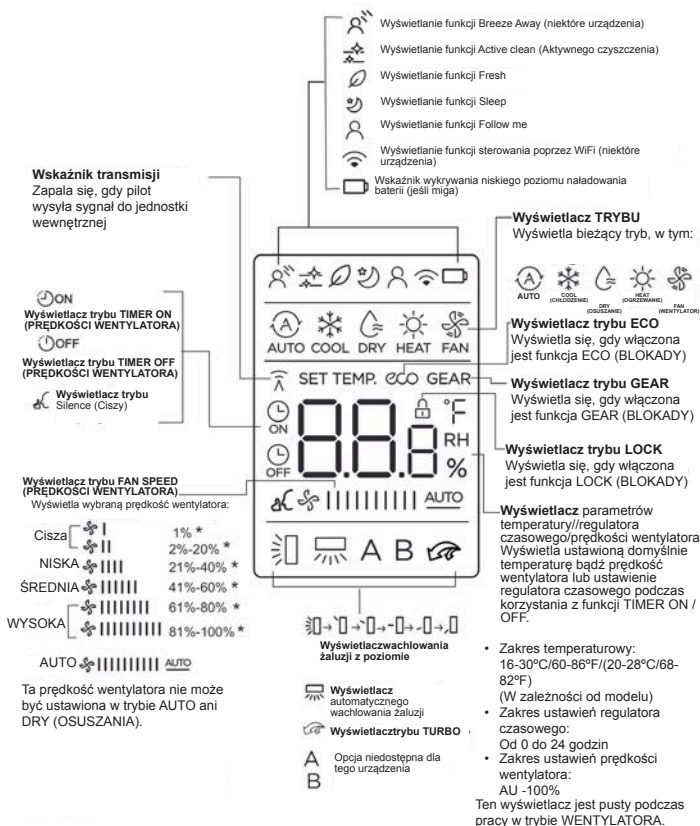 Wyświetlanie funkcji Breeze Away (niektóre urządzenia)
Wyświetlanie funkcji Active clean (Aktywnego czyszczenia)
Wyświetlanie funkcji Fresh
Wyświetlanie funkcji Sleep
Wyświetlanie funkcji Follow me
Wyświetlanie funkcji sterowania poprzez WiFi (niektóre
urządzenia)
Wskaźnik wykrywania niskiego poziomu naładowania
baterii (jeśli miga)
Wskaźnik transmisji
Zapala się, gdy pilot
wysyła sygnał do jednostki
wewnętrznej
ON
Wyświetlacz trybu TIMER ON
(PRĘDKOŚCI WENTYLATORA)
OFF
Wyświetlacz trybu TIMER OFF
(PRĘDKOŚCI WENTYLATORA)
Wyświetlacz trybu
Silence (Ciszy)
Wyświetlacz trybu FAN SPEED
(PRĘDKOŚCI WENTYLATORA)
Wyświetla wybraną prędkość wentylatora:
Cisza
1% *
2%-20% *
NISKA 21%-40% *
ŚREDNIA 41%-60% *
WYSOKA
61%-80% *
81%-100% *
AUTO AUTO
Ta prędkość wentylatora nie może
być ustawiona w trybie AUTO ani
DRY (OSUSZANIA).
AUTO COOL DRY HEAT FAN
SET TEMP. eco GEAR
ON
OFF
88.8
°F
RH
%
AUTO
A B
Wyświetlaczwachlowania
żaluzji z poziomie
Wyświetlacz
automatycznego
wachlowania żaluzji
Wyświetlacztrybu TURBO
A
B
Opcja niedostępna dla
tego urządzenia
Wyświetlacz TRYBU
Wyświetla bieżący tryb, w tym:
AUTO
COOL
(CHŁODZENIE)
DRY
(OSUSZANIE)
HEAT
(OGRZEWANIE)
FAN
(WENTYLATOR)
Wyświetlacz trybu ECO
Wyświetla się, gdy włączona
jest funkcja ECO (BLOKADY)
Wyświetlacz trybu GEAR
Wyświetla się, gdy włączona
jest funkcja GEAR (BLOKADY)
Wyświetlacz trybu LOCK
Wyświetla się, gdy włączona
jest funkcja LOCK (BLOKADY)
Wyświetlacz parametrów
temperatury//regulatora
czasowego/prędkości wentylatora
Wyświetla ustawioną domyślnie
temperaturę bądź prędkość
wentylatora lub ustawienie
regulatora czasowego podczas
korzystania z funkcji TIMER ON /
OFF.
• Zakres temperaturowy:
16-30ºC/60-86ºF/(20-28ºC/68-
82ºF)
(W zależności od modelu)
• Zakres ustawień regulatora
czasowego:
Od 0 do 24 godzin
• Zakres ustawień prędkości
wentylatora:
AU -100%
Ten wyświetlacz jest pusty podczas
pracy w trybie WENTYLATORA.